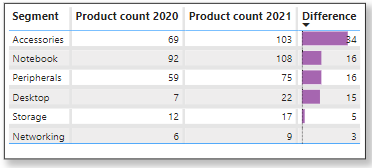 Segment Product count 2020 Product count 2021 Difference
Accessories 69 103 34
Notebook 92 108 16
Peripherals 59 75 16
Desktop 7 22 15
Storage 12 17 5
Networking 6 9 3